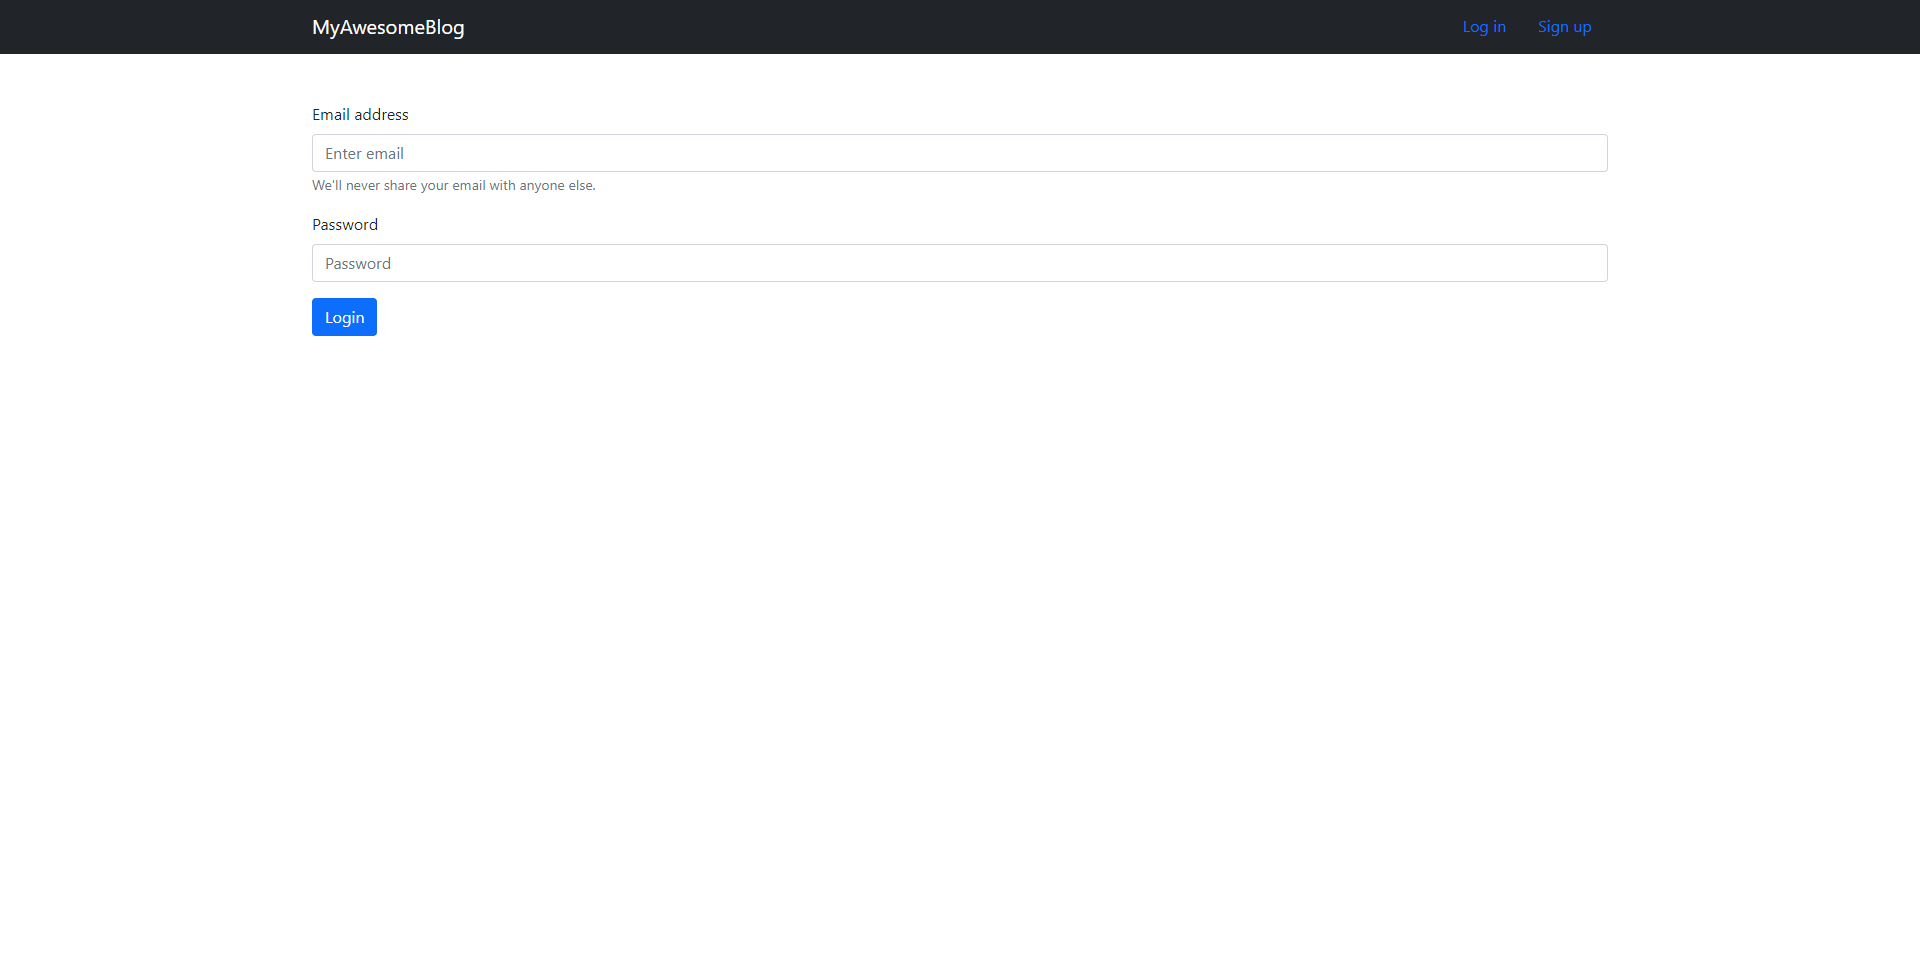 MyAwesomeBlog Log in Sign up
Email address
Enter email
We'll never share your email with anyone else.
Password
Password
Login